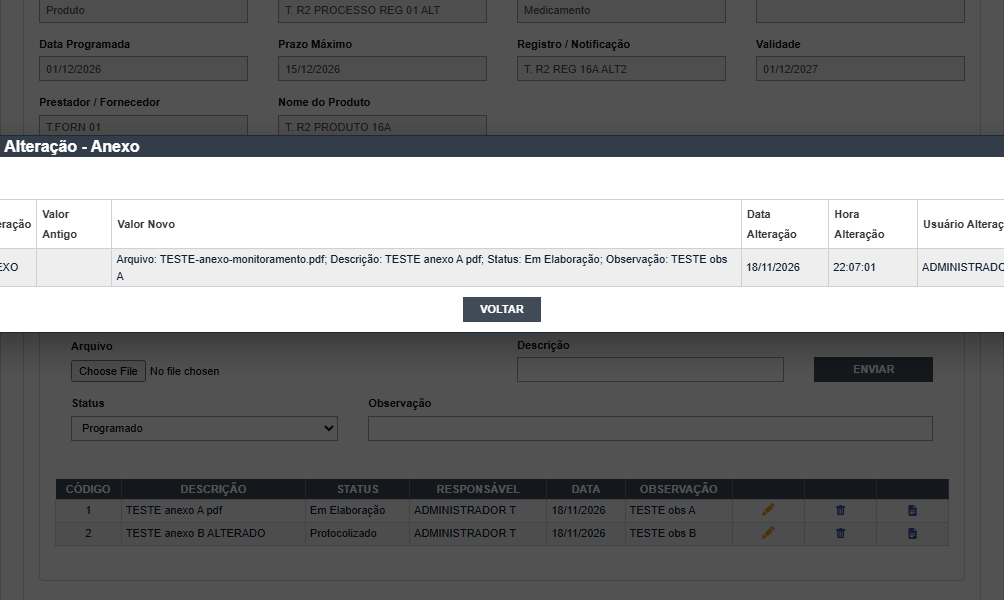 Produto T. R2 PROCESSO REG 01 ALT Medicamento
Data Programada Prazo Máximo Registro / Notificação Validade
01/12/2026 15/12/2026 T. R2 REG 16A ALT2 01/12/2027
Prestador / Fornecedor Nome do Produto
T.FORN 01 T. R2 PRODUTO 16A
Alteração - Anexo
eração Valor Antigo Valor Novo Data Alteração Hora Alteração Usuário Alteraç
EXO Arquivo: TESTE-anexo-monitoramento.pdf; Descrição: TESTE anexo A pdf; Status: Em Elaboração; Observação: TESTE obs A 18/11/2026 22:07:01 ADMINISTRADO
VOLTAR
Arquivo Descrição
Choose File No file chosen ENVIAR
Status Observação
Programado
CÓDIGO DESCRIÇÃO STATUS RESPONSÁVEL DATA OBSERVAÇÃO
1 TESTE anexo A pdf Em Elaboração ADMINISTRADOR T 18/11/2026 TESTE obs A
2 TESTE anexo B ALTERADO Protocolizado ADMINISTRADOR T 18/11/2026 TESTE obs B